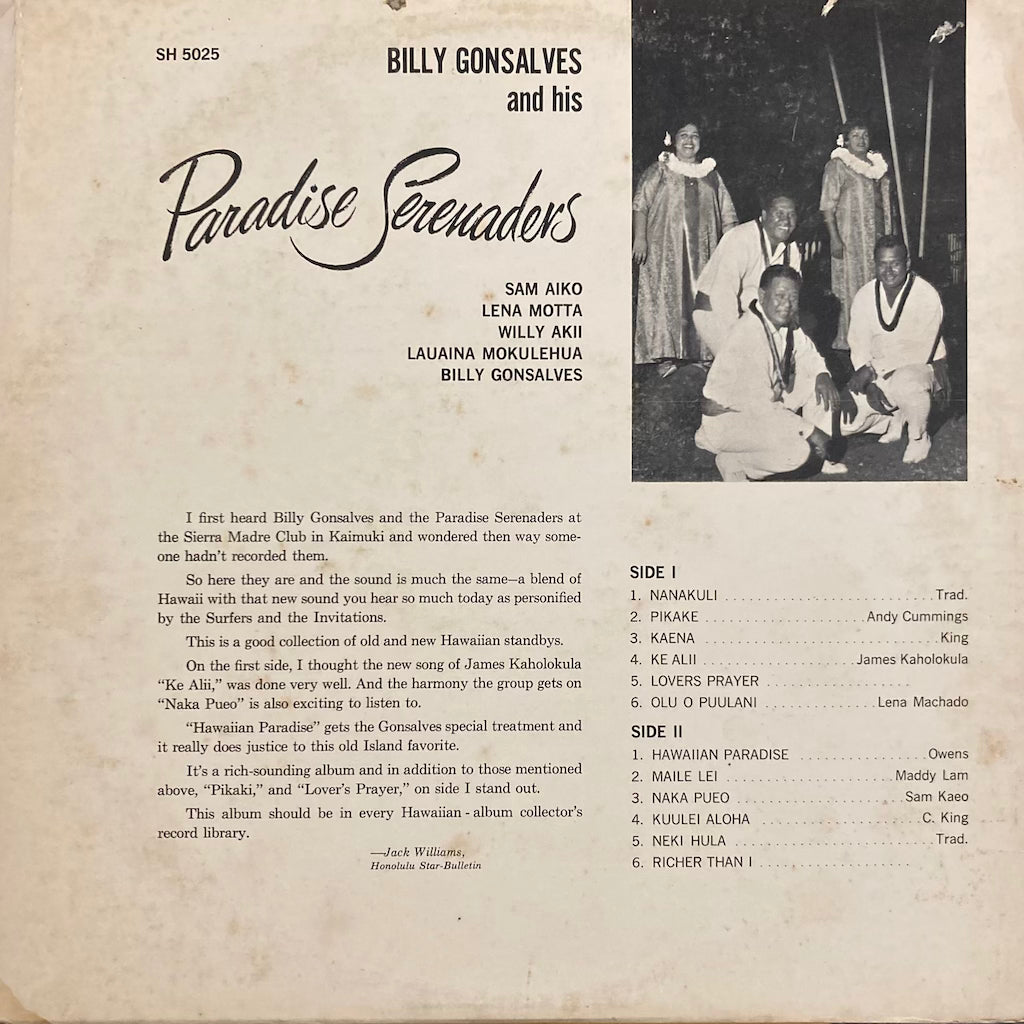 SH 5025
BILLY GONSALVES
and his
Paradise Serenaders
SAM AIKO
LENA MOTTA
WILLY AKII
LAUAINA MOKULEHUA
BILLY GONSALVES
I first heard Billy Gonsalves and the Paradise Serenaders at
the Sierra Madre Club in Kaimuki and wondered then way some-
one hadn't recorded them.
So here they are and the sound is much the same—a blend of
Hawaii with that new sound you hear so much today as personified
by the Surfers and the Invitations.
This is a good collection of old and new Hawaiian standbys.
On the first side, I thought the new song of James Kaholokula
"Ke Alii," was done very well. And the harmony the group gets on
"Naka Pueo" is also exciting to listen to.
"Hawaiian Paradise" gets the Gonsalves special treatment and
it really does justice to this old Island favorite.
It's a rich-sounding album and in addition to those mentioned
above, "Pikaki," and "Lover's Prayer," on side I stand out.
This album should be in every Hawaiian-album collector's
record library.
—Jack Williams,
Honolulu Star-Bulletin
SIDE I
1. NANAKULI ..........................Trad.
2. PIKAKE ....................Andy Cummings
3. KAENA .............................King
4. KE ALII ...................James Kaholokula
5. LOVERS PRAYER ..................
6. OLU O PUULANI ..............Lena Machado
SIDE II
1. HAWAIIAN PARADISE ................Owens
2. MAILE LEI .....................Maddy Lam
3. NAKA PUEO ....................Sam Kaeo
4. KUULEI ALOHA ....................C. King
5. NEKI HULA .........................Trad.
6. RICHER THAN I ......................